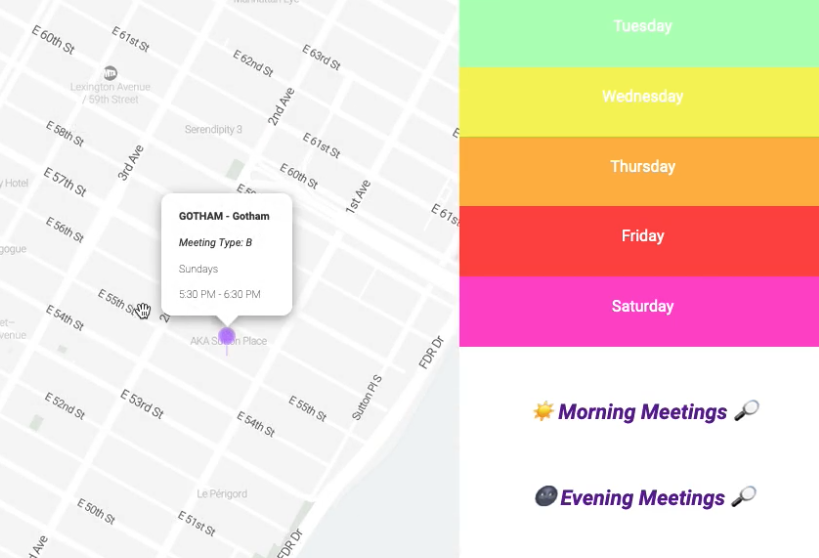 Manhattan Eye
E 60th St
E 61st St
E 62nd St
E 63rd St
Lexington Avenue
/ 59th Street
2nd Ave
Serendipity 3
E 58th St
3rd Ave
E 61st St
E 60th St
E 57th St
y Hotel
1st Ave
E 61s
E 56th St
ogogue
GOTHAM - Gotham
Meeting Type: B
Sundays
5:30 PM - 6:30 PM
E 55th St
E 54th St
venue
AKA Sutton Place
FDR Dr
Sutton Pl S
E 52nd St
E 53rd St
E 55th St
E 54th St
Le Périgord
E 50th St
E 51st St
FDR Dr
Ave
Tuesday
Wednesday
Thursday
Friday
Saturday
Morning Meetings
Evening Meetings